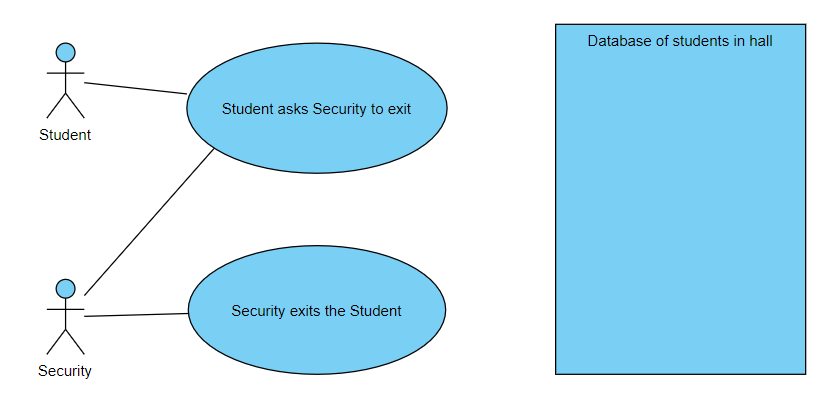 Database of students in hall
Student asks Security to exit
Student
Security exits the Student
Security